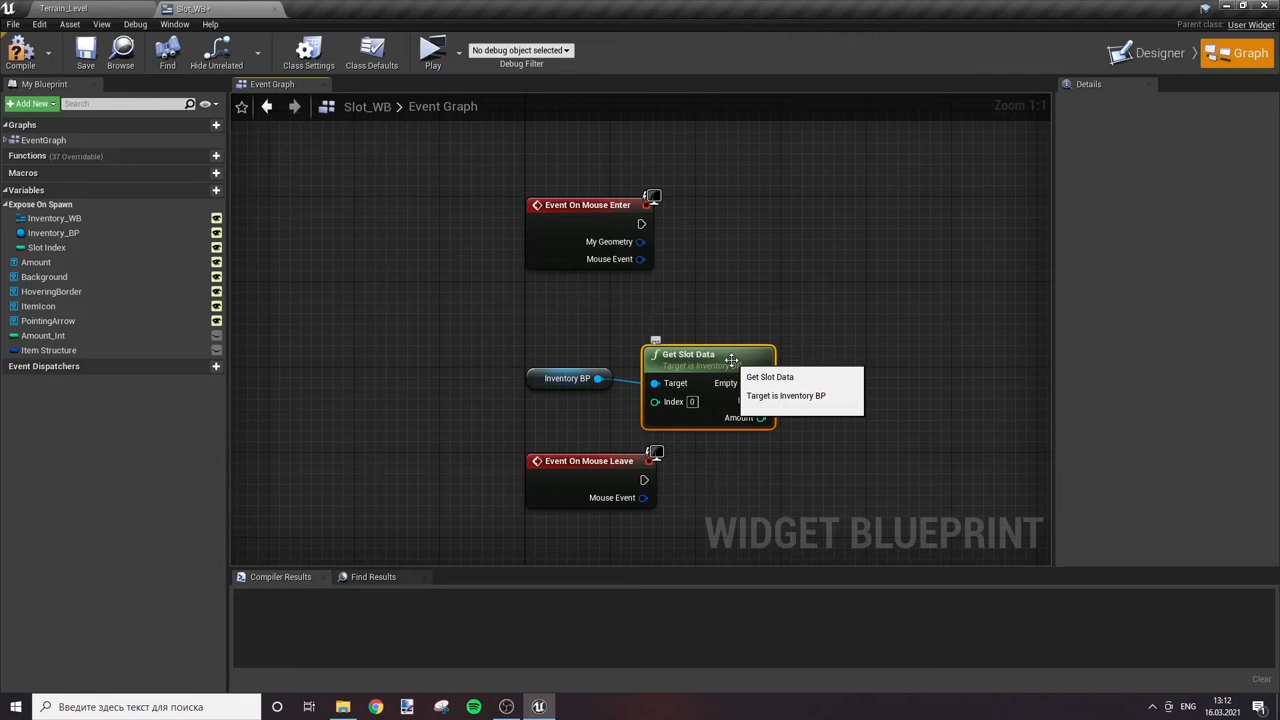 Terrain_Level
Slot_WB*
File Edit Asset View Debug Window Help
Parent class: User Widget
Compile
Save
Browse
Find
Hide Unrelated
Class Settings
Class Defaults
Play
No debug object selected
Debug Filter
Designer
Graph
My Blueprint
Event Graph
Details
+Add New
Search
Slot_WB > Event Graph
Zoom 1:1
Graphs
EventGraph
Functions (37 Overridable)
Macros
Variables
Expose On Spawn
Inventory_WB
Inventory_BP
Slot Index
Amount
Background
HoveringBorder
ItemIcon
PointingArrow
Amount_Int
Item Structure
Event Dispatchers
Event On Mouse Enter
My Geometry
Mouse Event
Inventory BP
Get Slot Data
Target is Inventory BP
Target
Empty
Index 0
Amount
Get Slot Data
Target is Inventory BP
Event On Mouse Leave
Mouse Event
WIDGET BLUEPRINT
Compiler Results
Find Results
Clear
Введите здесь текст для поиска
ENG
13:12
16.03.2021